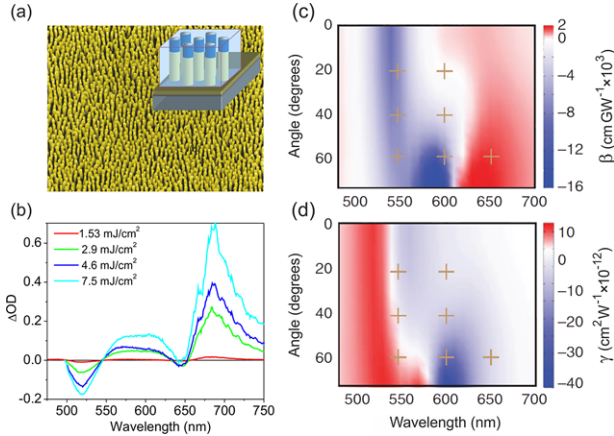 (a)
(b)
1.53 mJ/cm²
2.9 mJ/cm²
4.6 mJ/cm²
7.5 mJ/cm²
ΔOD
0.6
0.4
0.2
0.0
-0.2
500
550
600
650
700
750
Wavelength (nm)
(c)
Angle (degrees)
0
20
40
60
500
550
600
650
700
2
0
-4
-8
-12
-16
β (cm GW⁻¹ ×10³)
(d)
Angle (degrees)
0
20
40
60
500
550
600
650
700
Wavelength (nm)
10
0
-10
-20
-30
-40
γ (cm² W⁻¹ ×10⁻¹²)